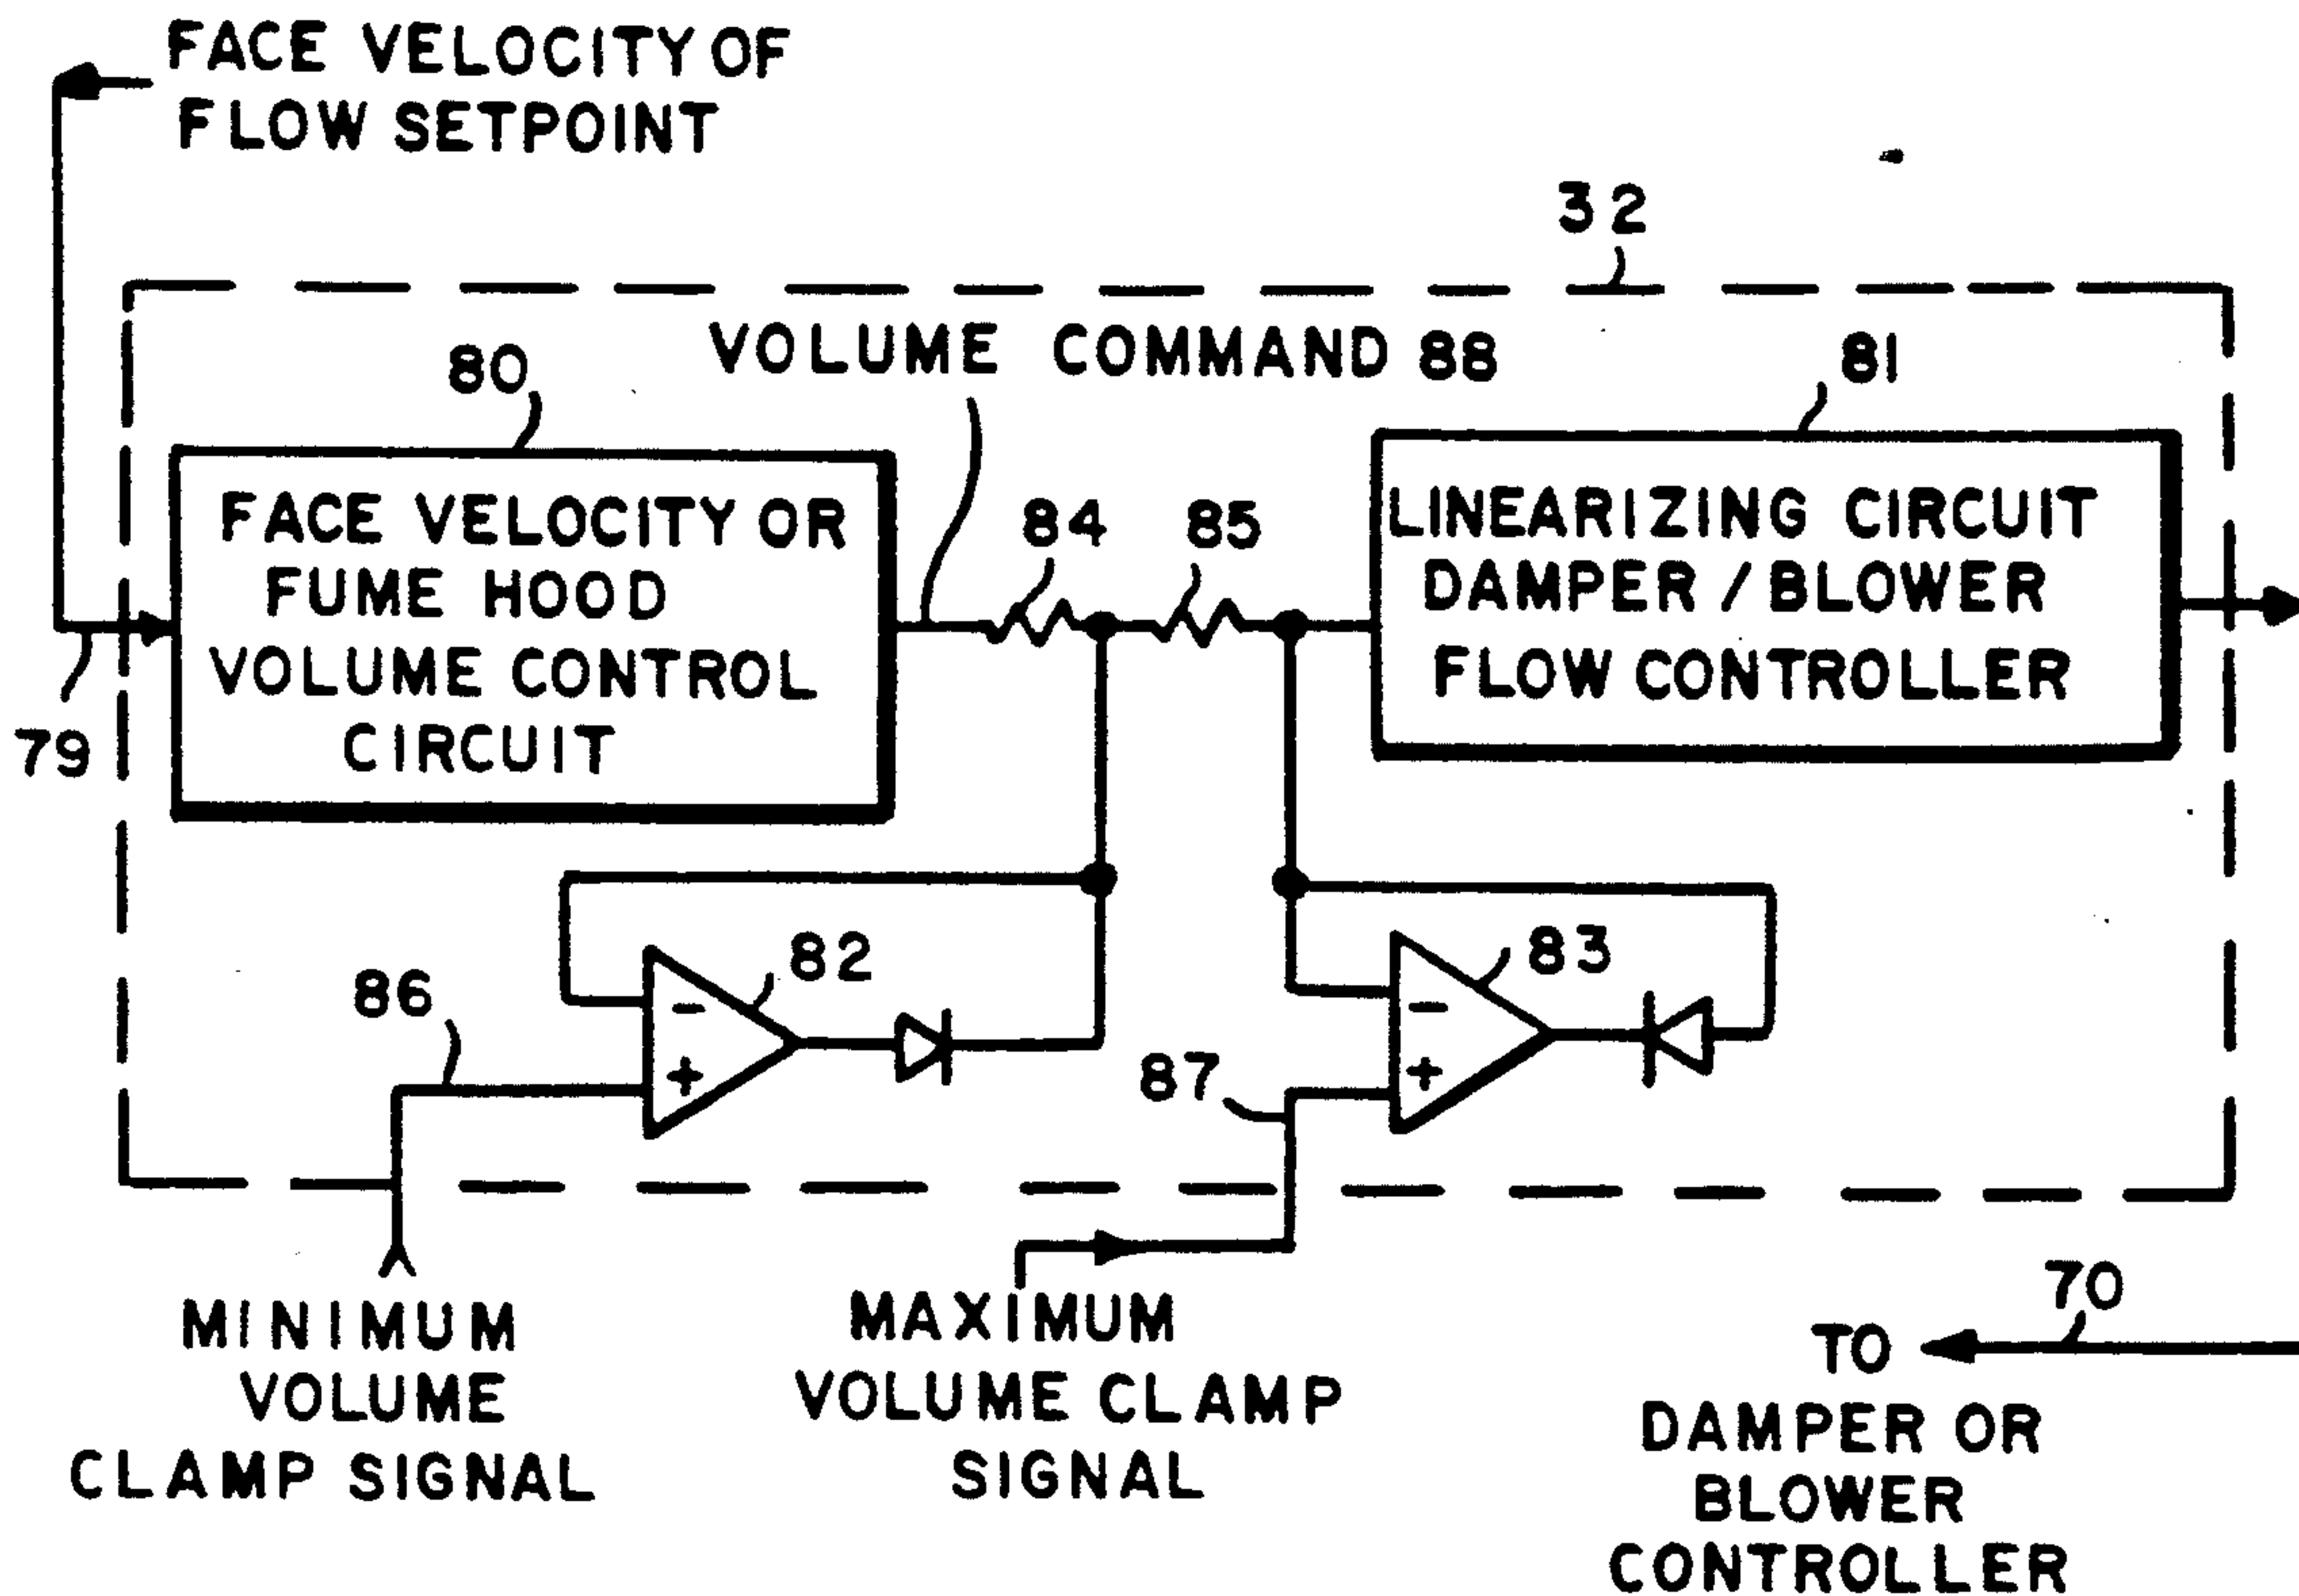 FACE VELOCITY OF
FLOW SETPOINT
32
VOLUME COMMAND 88
80
81
FACE VELOCITY OR
FUME HOOD
VOLUME CONTROL
CIRCUIT
84
85
LINEARIZING CIRCUIT
DAMPER / BLOWER
FLOW CONTROLLER
79
82
83
86
-
+
-
+
87
MINIMUM
VOLUME
CLAMP SIGNAL
MAXIMUM
VOLUME CLAMP
SIGNAL
70
TO
DAMPER OR
BLOWER
CONTROLLER